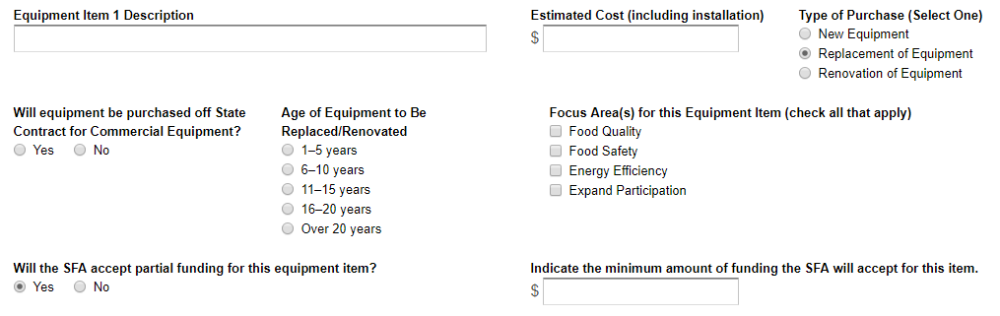 Equipment Item 1 Description
Estimated Cost (including installation)
$
Type of Purchase (Select One)
New Equipment
Replacement of Equipment
Renovation of Equipment
Will equipment be purchased off State
Contract for Commercial Equipment?
Yes No
Age of Equipment to Be
Replaced/Renovated
1–5 years
6–10 years
11–15 years
16–20 years
Over 20 years
Focus Area(s) for this Equipment Item (check all that apply)
Food Quality
Food Safety
Energy Efficiency
Expand Participation
Will the SFA accept partial funding for this equipment item?
Yes No
Indicate the minimum amount of funding the SFA will accept for this item.
$